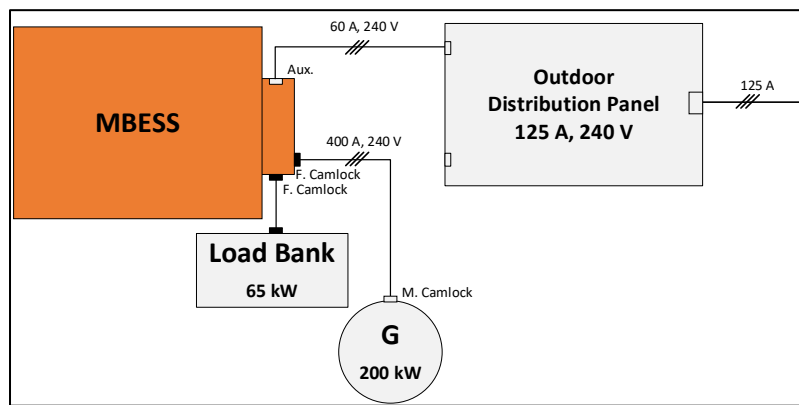 60 A, 240 V
Aux.
MBESS
Outdoor
Distribution Panel
125 A, 240 V
125 A
400 A, 240 V
F. Camlock
F. Camlock
Load Bank
65 kW
M. Camlock
G
200 kW